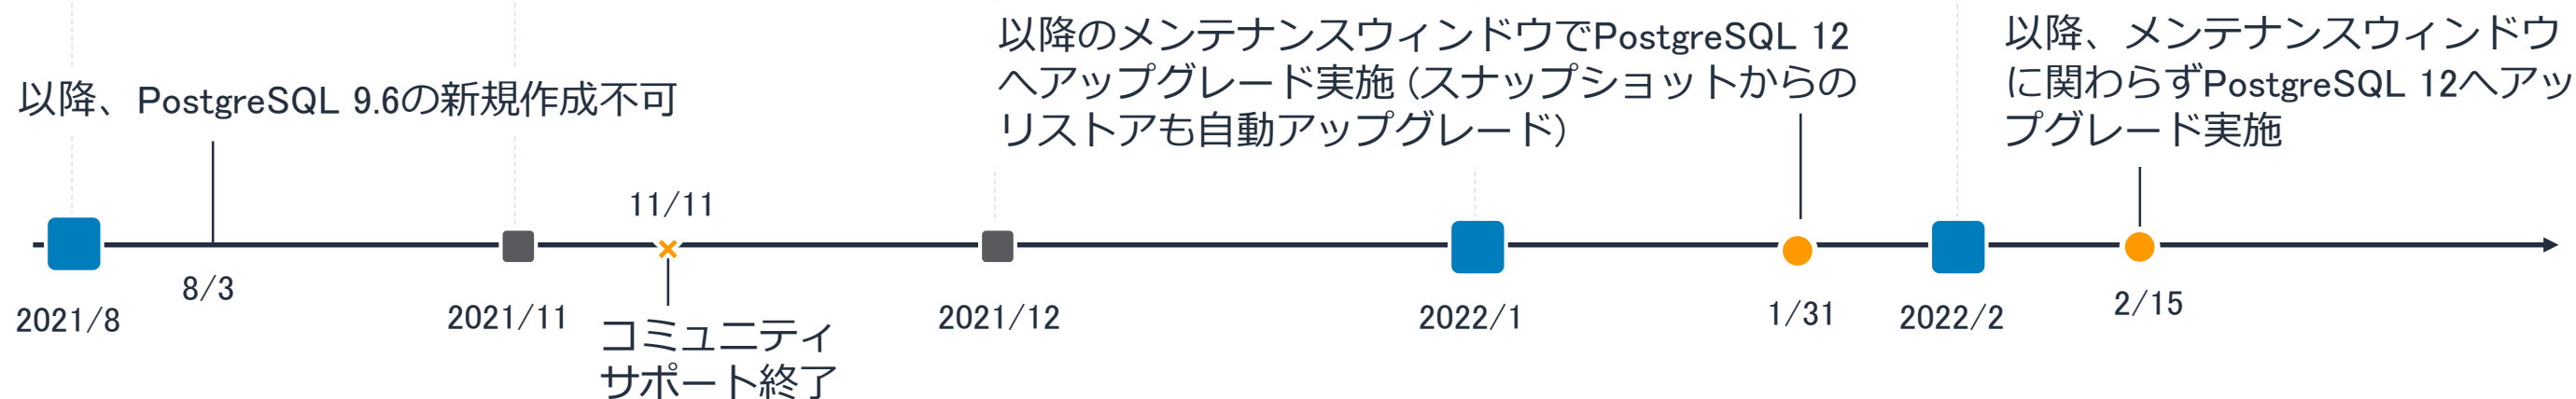 以降、PostgreSQL 9.6の新規作成不可
以降のメンテナンスウィンドウでPostgreSQL 12
へアップグレード実施（スナップショットからの
リストアも自動アップグレード）
以降、メンテナンスウィンドウ
に関わらずPostgreSQL 12へアッ
プグレード実施
11/11
8/3
2021/8
2021/11
コミュニティ
サポート終了
2021/12
2022/1
1/31
2022/2
2/15